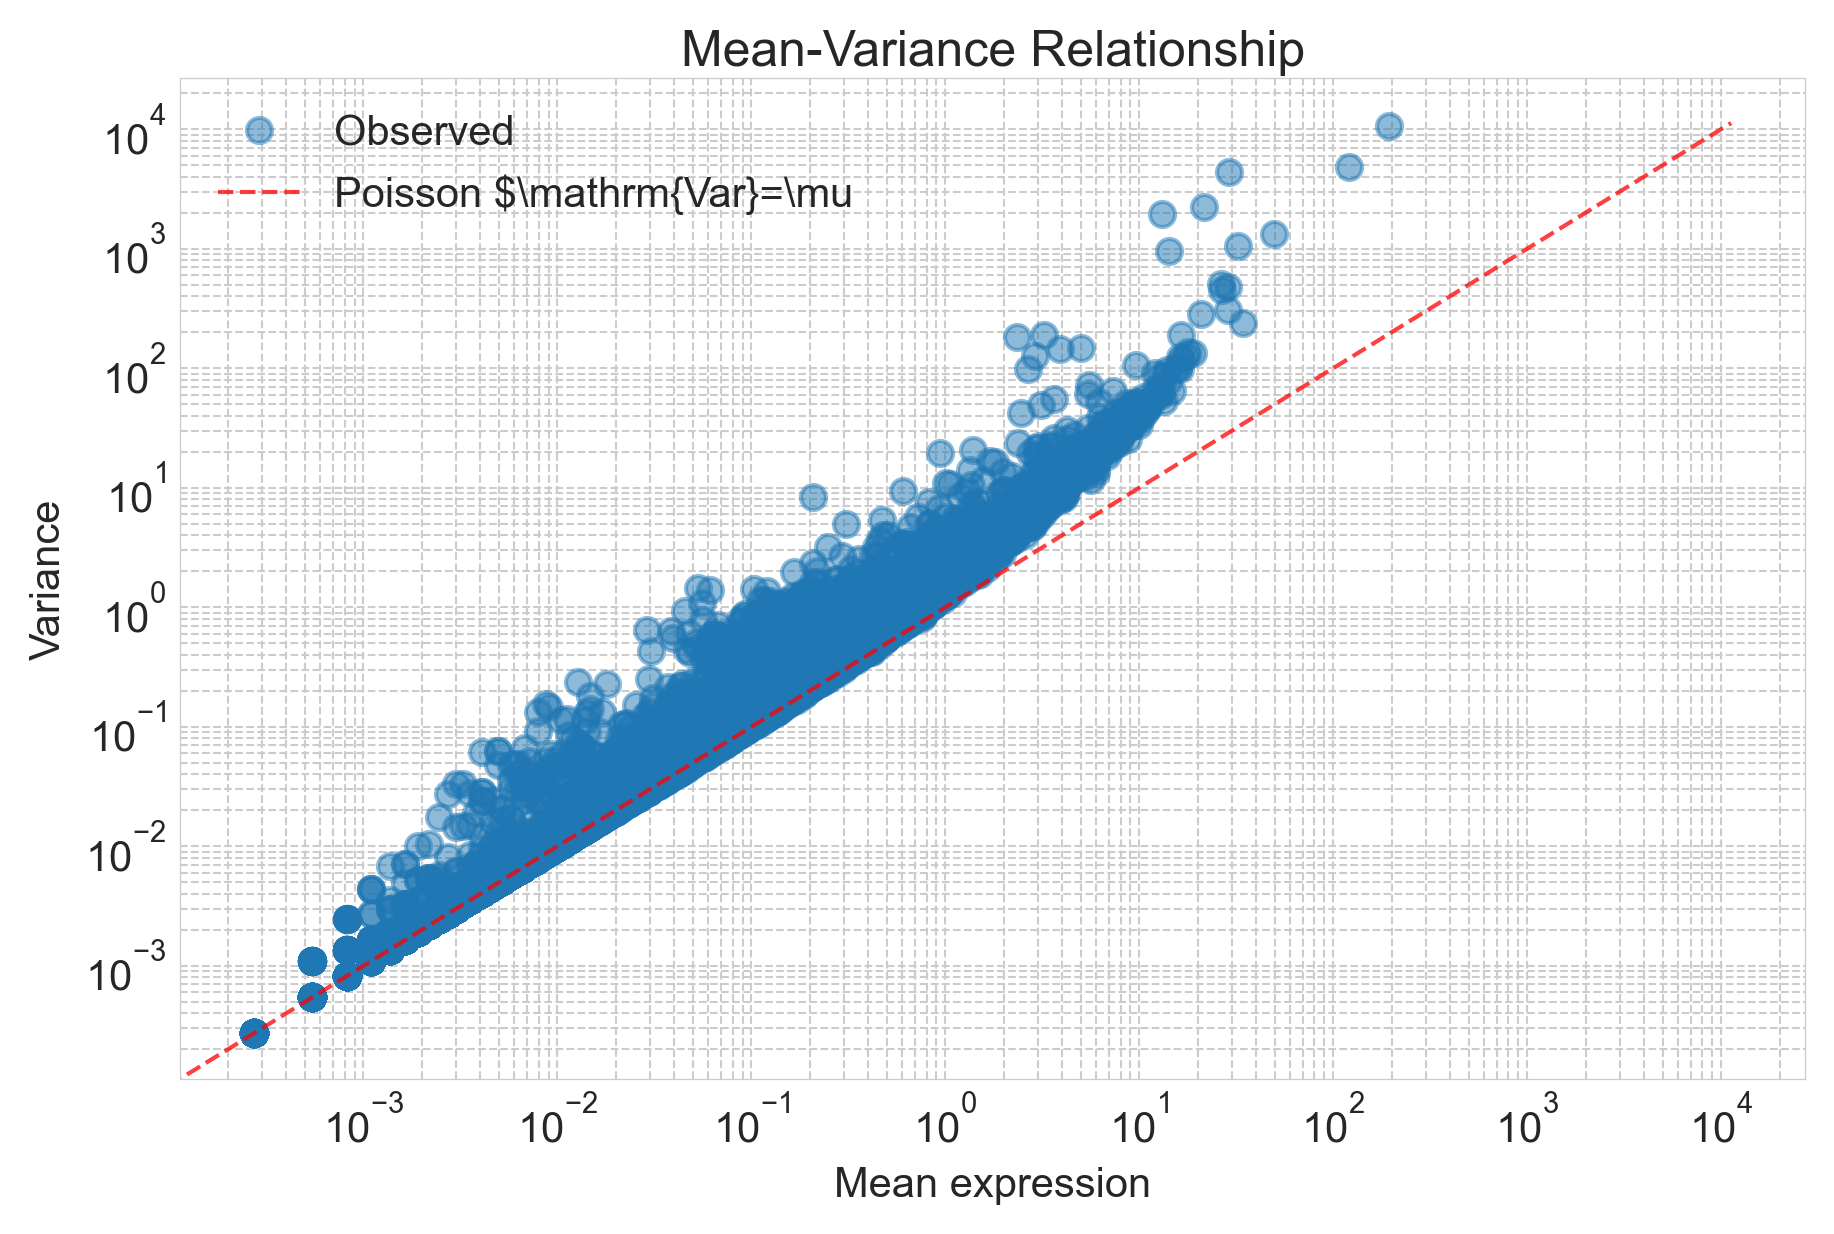 Mean-Variance Relationship
Observed
Poisson $\mathrm{Var}=\mu
Variance
10^4
10^3
10^2
10^1
10^0
10^−1
10^−2
10^−3
10^−3 10^−2 10^−1 10^0 10^1 10^2 10^3 10^4
Mean expression